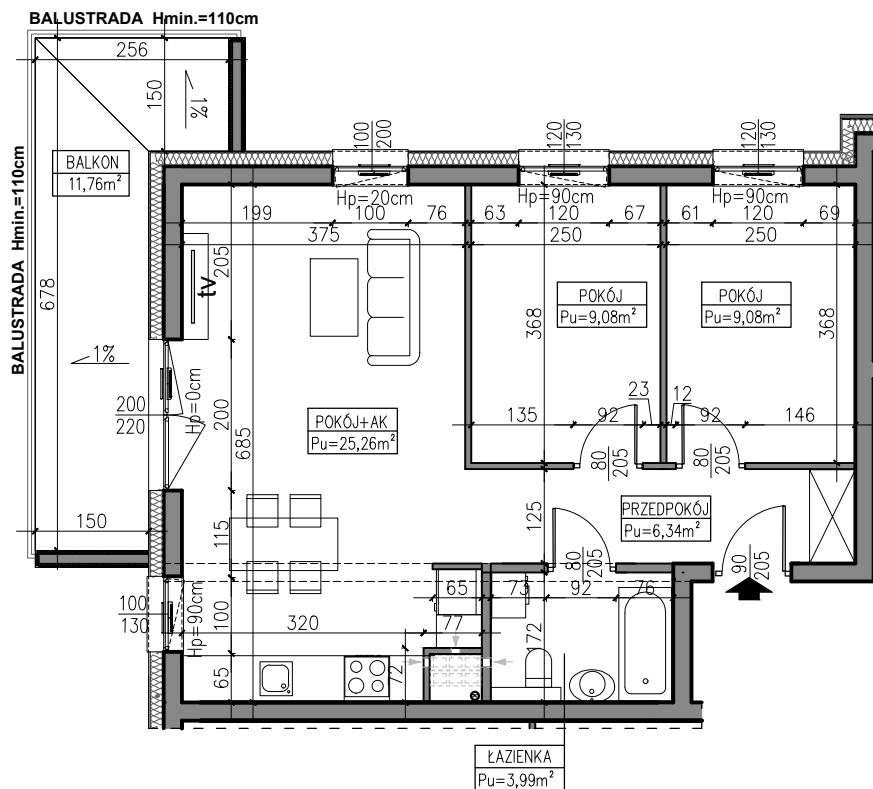 BALUSTRADA Hmin.=110cm
256
150
1%
BALKON
11,76m²
BALUSTRADA Hmin.=110cm
678
1%
150
100
200
120
130
120
130
Hp=20cm
Hp=90cm
Hp=90cm
199
100
76
63
120
67
61
120
69
375
250
250
205
tv
368
368
POKÓJ
Pu=9,08m²
POKÓJ
Pu=9,08m²
200
220
Hp=0cm
200
685
POKÓJ+AK
Pu=25,26m²
23
12
135
92
92
146
80
205
80
205
PRZEDPOKÓJ
Pu=6,34m²
125
115
80
205
90
205
100
130
Hp=90cm
100
65
73
92
76
320
77
172
72
65
ŁAZIENKA
Pu=3,99m²